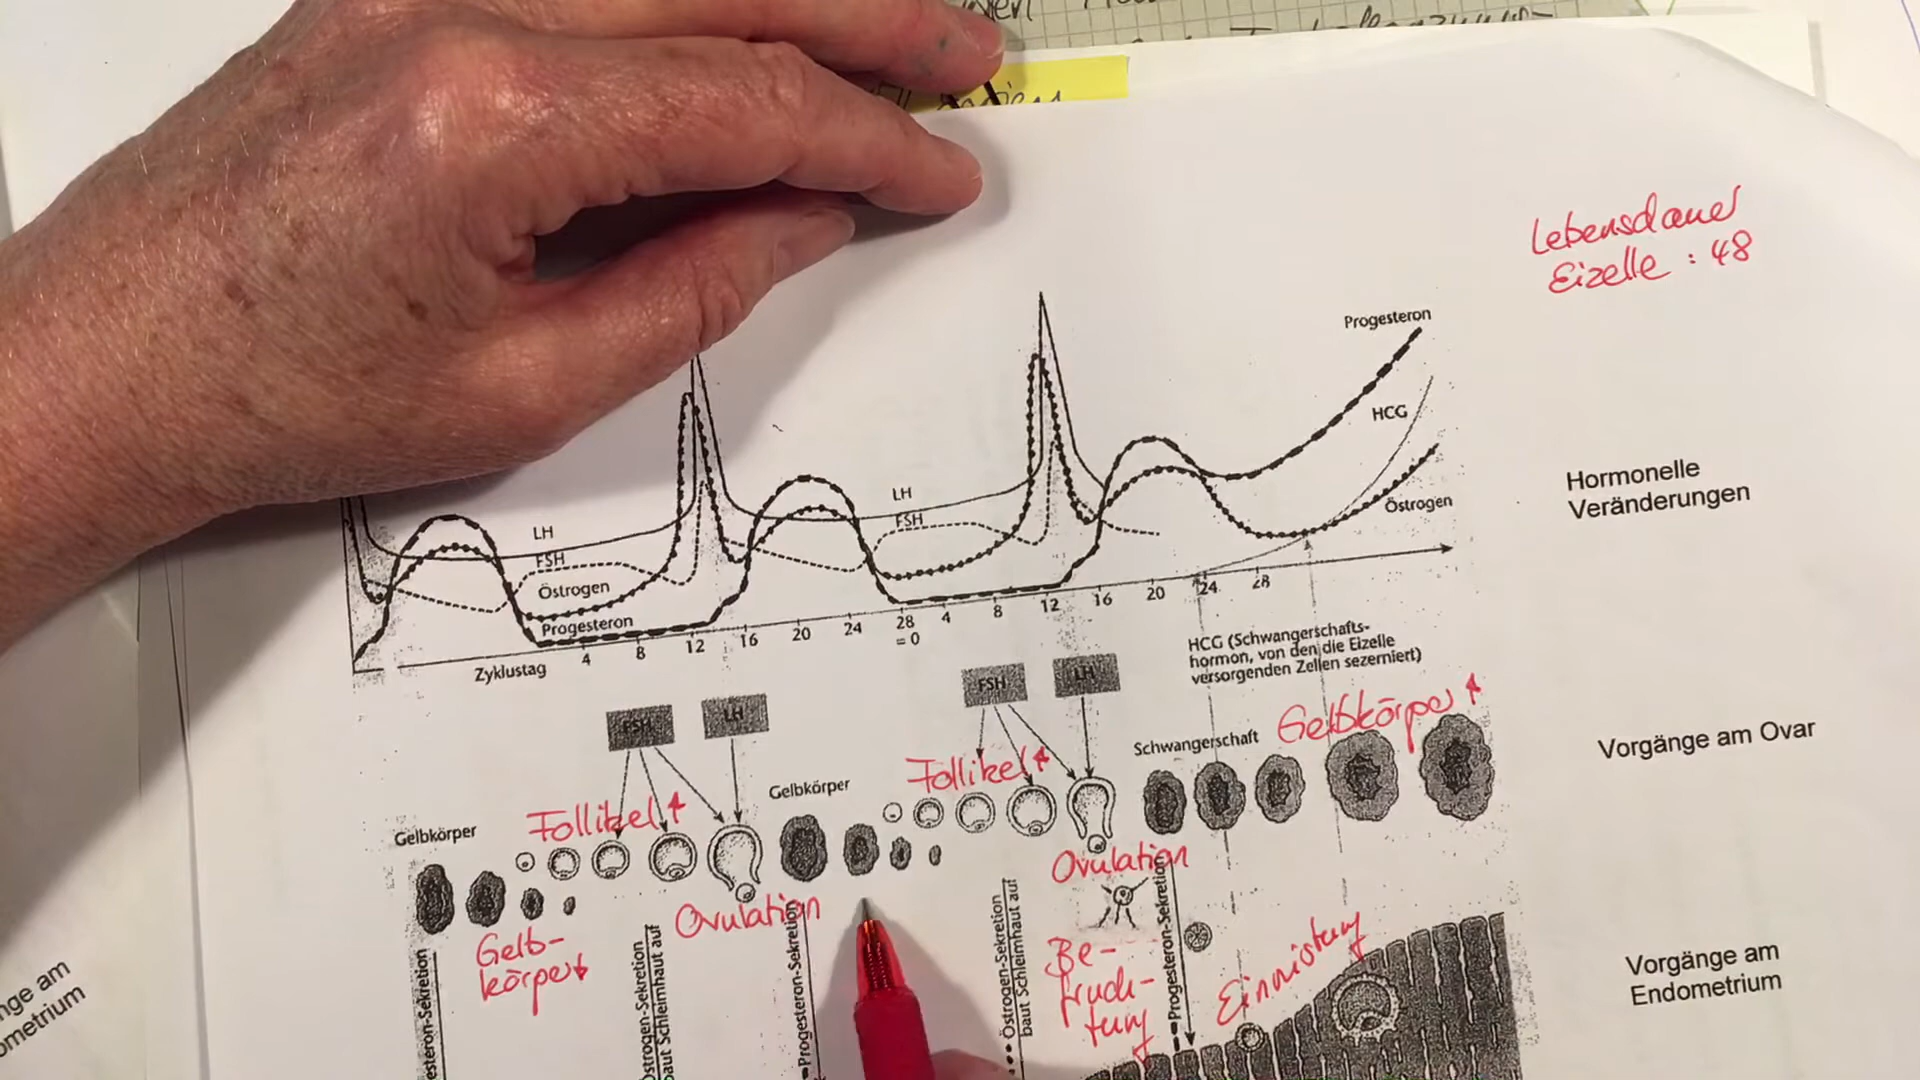 Lebensdauer
Eizelle : 48
Progesteron
HCG
Östrogen
Hormonelle
Veränderungen
LH
FSH
LH
FSH
Östrogen
Progesteron
Zyklustag
4
8
12
16
20
24
28
= 0
4
8
12
16
20
24
28
HCG (Schwangerschafts-
hormon, von den die Eizelle
versorgenden Zellen sezerniert)
FSH
LH
FSH
LH
Gelbkörper
Schwangerschaft
Vorgänge am Ovar
Follikel
Gelbkörper
Follikel
Gelbkörper
Ovulation
Ovulation
Gelb-
körper
Östrogen-Sekretion
baut Schleimhaut auf
Progesteron-Sekretion
Östrogen-Sekretion
baut Schleimhaut auf
Progesteron-Sekretion
Be-
fruch-
tung
Einnistung
Vorgänge am
Endometrium